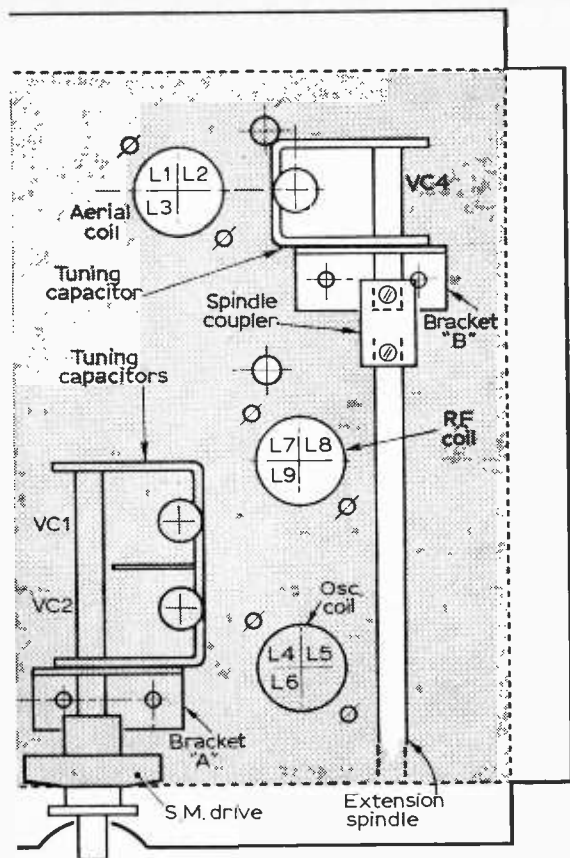 L1 L2
L3
Aerial
coil
VC4
Tuning
capacitor
Spindle
coupler
Bracket
"B"
Tuning
capacitors
L7 L8
L9
RF
coil
VC1
VC2
Osc
coil
L4 L5
L6
Bracket
"A"
S.M. drive
Extension
spindle